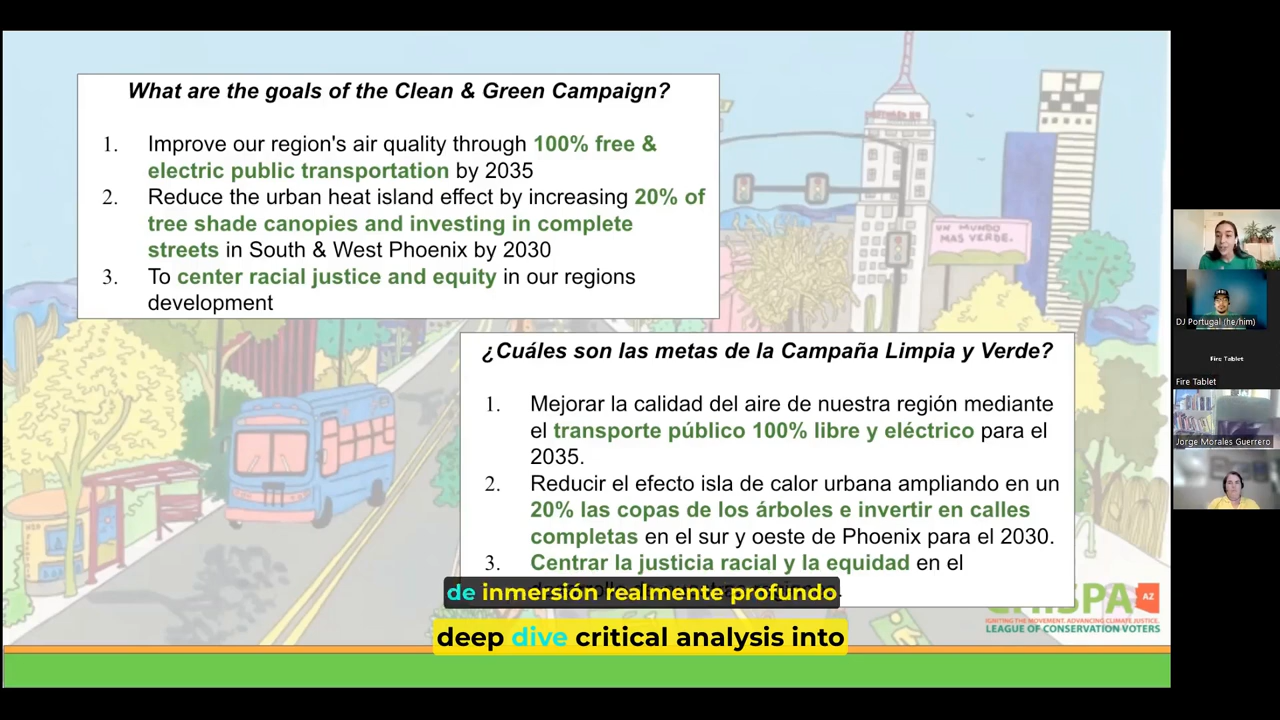 What are the goals of the Clean & Green Campaign?
1. Improve our region's air quality through 100% free &
electric public transportation by 2035
2. Reduce the urban heat island effect by increasing 20% of
tree shade canopies and investing in complete
streets in South & West Phoenix by 2030
3. To center racial justice and equity in our regions
development
UN MUNDO
MAS VERDE.
¿Cuáles son las metas de la Campaña Limpia y Verde?
1. Mejorar la calidad del aire de nuestra región mediante
el transporte público 100% libre y eléctrico para el
2035.
2. Reducir el efecto isla de calor urbana ampliando en un
20% las copas de los árboles e invertir en calles
completas en el sur y oeste de Phoenix para el 2030.
3. Centrar la justicia racial y la equidad en el
de inmersión realmente profundo
deep dive critical analysis into
CHISPA AZ
IGNITING THE MOVEMENT. ADVANCING CLIMATE JUSTICE.
LEAGUE OF CONSERVATION VOTERS
DJ Portugal (he/him)
Fire Tablet
Fire Tablet
Jorge Morales Guerrero